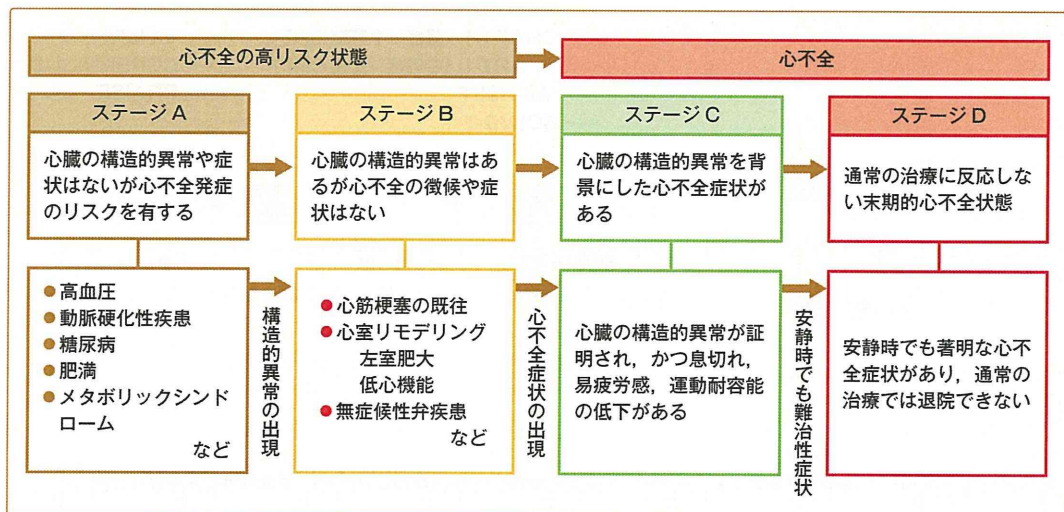 心不全の高リスク状態
心不全
ステージA
心臓の構造的異常や症
状はないが心不全発症
のリスクを有する
ステージB
心臓の構造的異常はあ
るが心不全の徴候や症
状はない
ステージC
心臓の構造的異常を背
景にした心不全症状が
ある
ステージD
通常の治療に反応しな
い末期的心不全状態
●高血圧
●動脈硬化性疾患
●糖尿病
●肥満
●メタボリックシンド
ローム
など
構造的異常の出現
●心筋梗塞の既往
●心室リモデリング
左室肥大
低心機能
●無症候性弁疾患
など
心不全症状の出現
心臓の構造的異常が証
明され，かつ息切れ，
易疲労感，運動耐容能
の低下がある
安静時でも難治性症状
安静時でも著明な心不
全症状があり，通常の
治療では退院できない